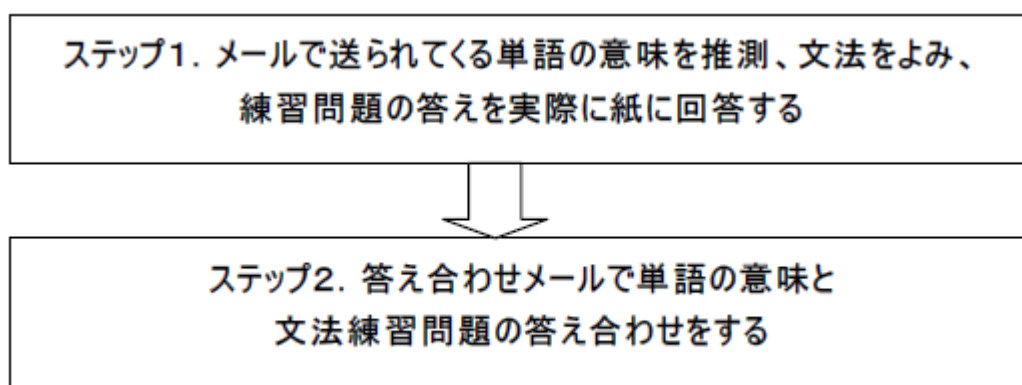 ステップ1．メールで送られてくる単語の意味を推測、文法をよみ、
練習問題の答えを実際に紙に回答する
ステップ2．答え合わせメールで単語の意味と
文法練習問題の答え合わせをする